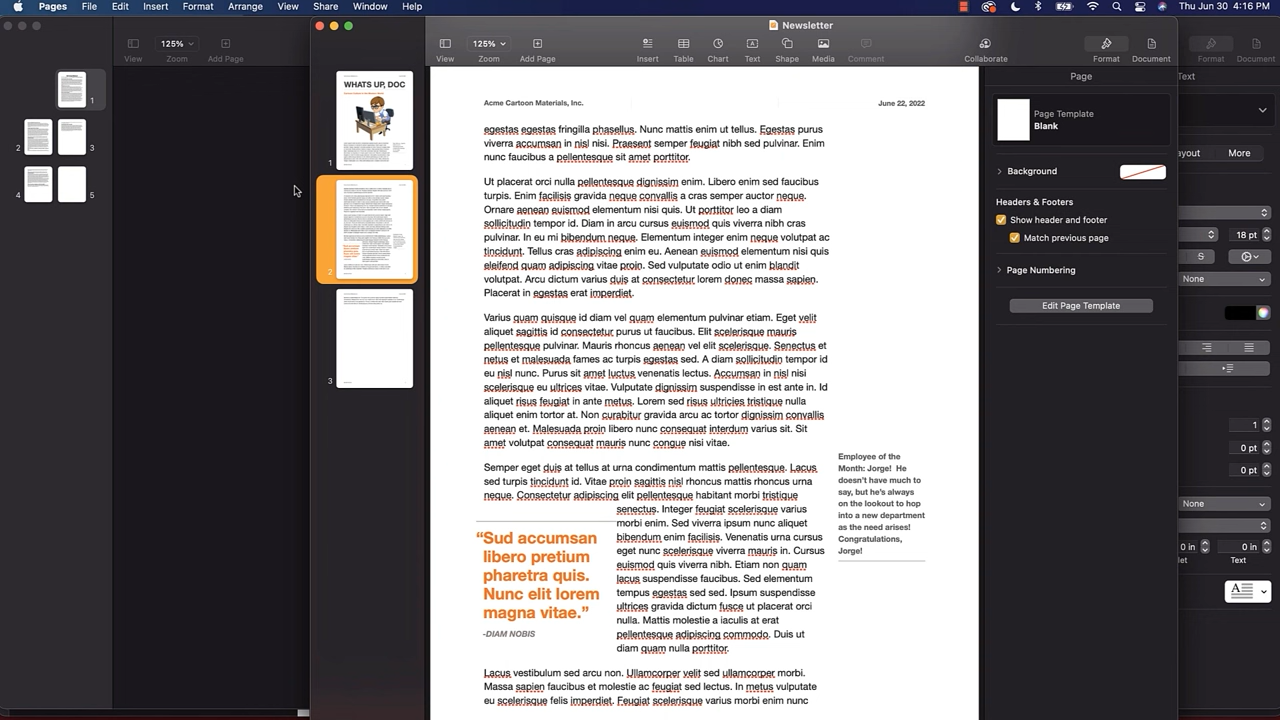 Pages File Edit Insert Format Arrange View Share Window Help
Thu Jun 30 4:16 PM
Newsletter
125%
125%
View Zoom Add Page
View Zoom Add Page Insert Table Chart Text Shape Media Comment Collaborate Format Document Format Document
Page
Text
WHATS UP, DOC
1
2
3
1
2
3
Acme Cartoon Materials, Inc.
June 22, 2022
egestas egestas fringilla phasellus. Nunc mattis enim ut tellus. Egestas purus
viverra accumsan in nisl nisi. Praesent semper feugiat nibh sed pulvinar. Enim
nunc faucibus a pellentesque sit amet porttitor.
Ut placerat orci nulla pellentesque dignissim enim. Libero enim sed faucibus
turpis. Enim facilisis gravida neque convallis a cras semper auctor neque.
Ornare aenean euismod elementum nisi quis. Ut porttitor leo a diam
sollicitudin tempor id. Diam in arcu cursus euismod quis viverra nibh cras
pulvinar. In eu mi bibendum neque. Elementum integer enim neque volutpat ac
tincidunt. Tellus cras adipiscing enim eu. Aenean euismod elementum nisi quis
eleifend quam adipiscing vitae proin. Sed vulputate odio ut enim blandit
volutpat. Arcu dictum varius duis at consectetur lorem donec massa sapien.
Placerat in egestas erat imperdiet.
Varius quam quisque id diam vel quam elementum pulvinar etiam. Eget velit
aliquet sagittis id consectetur purus ut faucibus. Elit scelerisque mauris
pellentesque pulvinar. Mauris rhoncus aenean vel elit scelerisque. Senectus et
netus et malesuada fames ac turpis egestas sed. A diam sollicitudin tempor id
eu nisl nunc. Purus sit amet luctus venenatis lectus. Accumsan in nisl nisi
scelerisque eu ultrices vitae. Vulputate dignissim suspendisse in est ante in. Id
aliquet risus feugiat in ante metus. Lorem sed risus ultricies tristique nulla
aliquet enim tortor at. Non curabitur gravida arcu ac tortor dignissim convallis
aenean et. Malesuada proin libero nunc consequat interdum varius sit. Sit
amet volutpat consequat mauris nunc congue nisi vitae.
Semper eget duis at tellus at urna condimentum mattis pellentesque. Lacus
sed turpis tincidunt id. Vitae proin sagittis nisl rhoncus mattis rhoncus urna
neque. Consectetur adipiscing elit pellentesque habitant morbi tristique
senectus. Integer feugiat scelerisque varius
morbi enim. Sed viverra ipsum nunc aliquet
bibendum enim facilisis. Venenatis urna cursus
eget nunc scelerisque viverra mauris in. Cursus
euismod quis viverra nibh. Etiam non quam
lacus suspendisse faucibus. Sed elementum
tempus egestas sed sed. Ipsum suspendisse
ultrices gravida dictum fusce ut placerat orci
nulla. Mattis molestie a iaculis at erat
pellentesque adipiscing commodo. Duis ut
diam quam nulla porttitor.
“Sud accumsan
libero pretium
pharetra quis.
Nunc elit lorem
magna vitae.”
-DIAM NOBIS
Lacus vestibulum sed arcu non. Ullamcorper velit sed ullamcorper morbi.
Massa sapien faucibus et molestie ac feugiat sed lectus. In metus vulputate
eu scelerisque felis imperdiet. Feugiat scelerisque varius morbi enim nunc
Employee of the
Month: Jorge! He
doesn’t have much to
say, but he’s always
on the lookout to hop
into a new department
as the need arises!
Congratulations,
Jorge!
Page Template
Blank
Background
Headers & Footers
Show Header and Footer
Page Numbering
Edit Page Template
1
0 pt
0 pt
None
0 in
0 in
Text